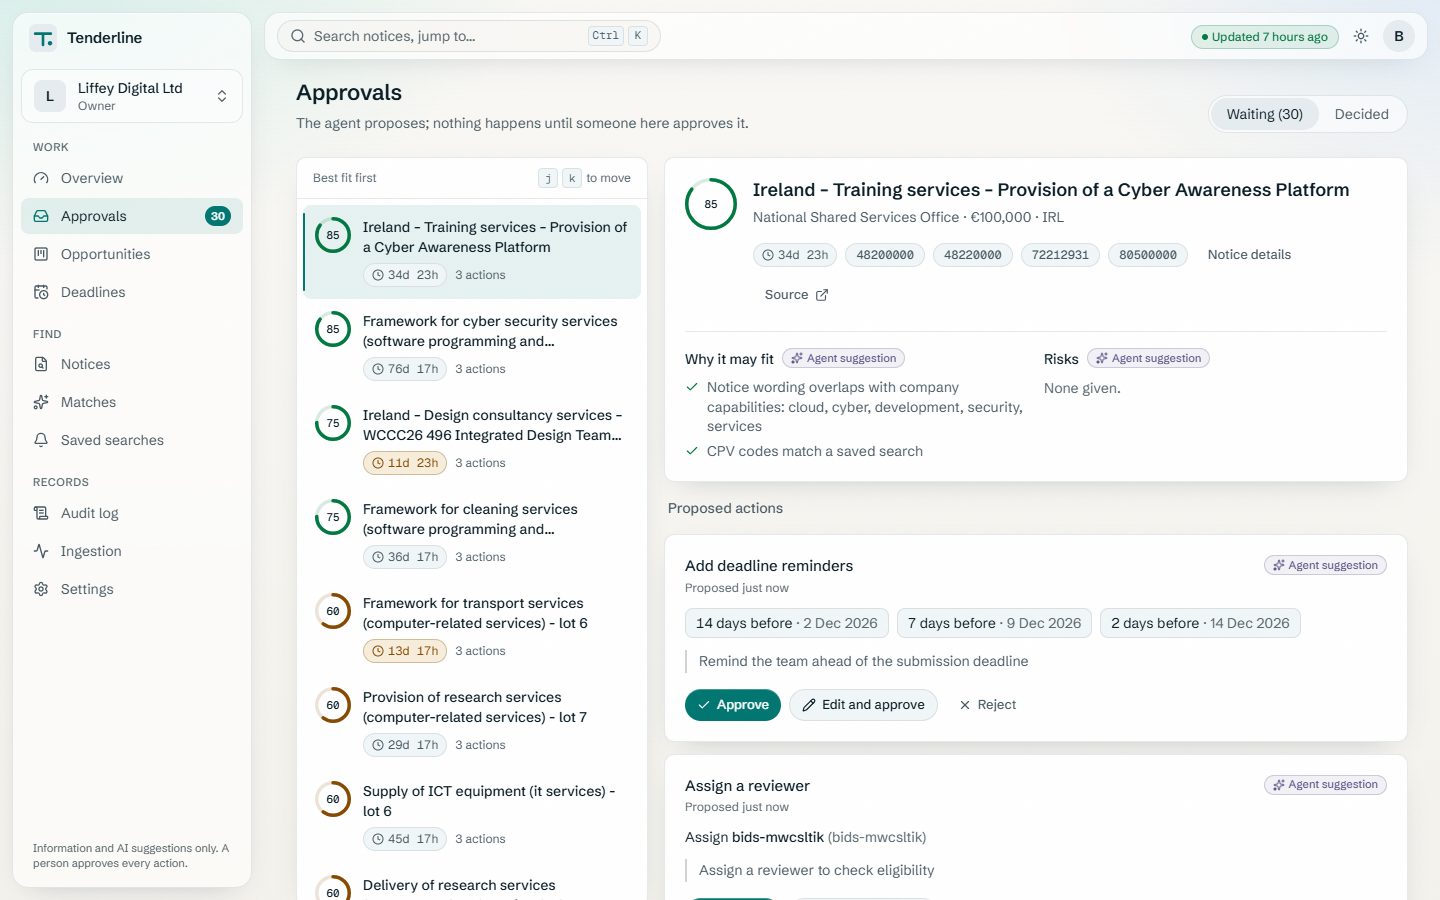 Tenderline
L
Liffey Digital Ltd
Owner
WORK
Overview
Approvals
30
Opportunities
Deadlines
FIND
Notices
Matches
Saved searches
RECORDS
Audit log
Ingestion
Settings
Information and AI suggestions only. A
person approves every action.
Search notices, jump to...
Ctrl K
Updated 7 hours ago
B
Approvals
The agent proposes; nothing happens until someone here approves it.
Waiting (30)
Decided
Best fit first
j k to move
85
Ireland – Training services – Provision of
a Cyber Awareness Platform
34d 23h
3 actions
85
Framework for cyber security services
(software programming and...
76d 17h
3 actions
75
Ireland – Design consultancy services –
WCCC26 496 Integrated Design Team...
11d 23h
3 actions
75
Framework for cleaning services
(software programming and...
36d 17h
3 actions
60
Framework for transport services
(computer-related services) – lot 6
13d 17h
3 actions
60
Provision of research services
(computer-related services) – lot 7
29d 17h
3 actions
60
Supply of ICT equipment (it services) –
lot 6
45d 17h
3 actions
60
Delivery of research services
85
Ireland – Training services – Provision of a Cyber Awareness Platform
National Shared Services Office · €100,000 · IRL
34d 23h
48200000
48220000
72212931
80500000
Notice details
Source
Why it may fit
Agent suggestion
Notice wording overlaps with company
capabilities: cloud, cyber, development, security,
services
CPV codes match a saved search
Risks
Agent suggestion
None given.
Proposed actions
Add deadline reminders
Agent suggestion
Proposed just now
14 days before · 2 Dec 2026
7 days before · 9 Dec 2026
2 days before · 14 Dec 2026
Remind the team ahead of the submission deadline
Approve
Edit and approve
Reject
Assign a reviewer
Agent suggestion
Proposed just now
Assign bids-mwcsltik (bids-mwcsltik)
Assign a reviewer to check eligibility